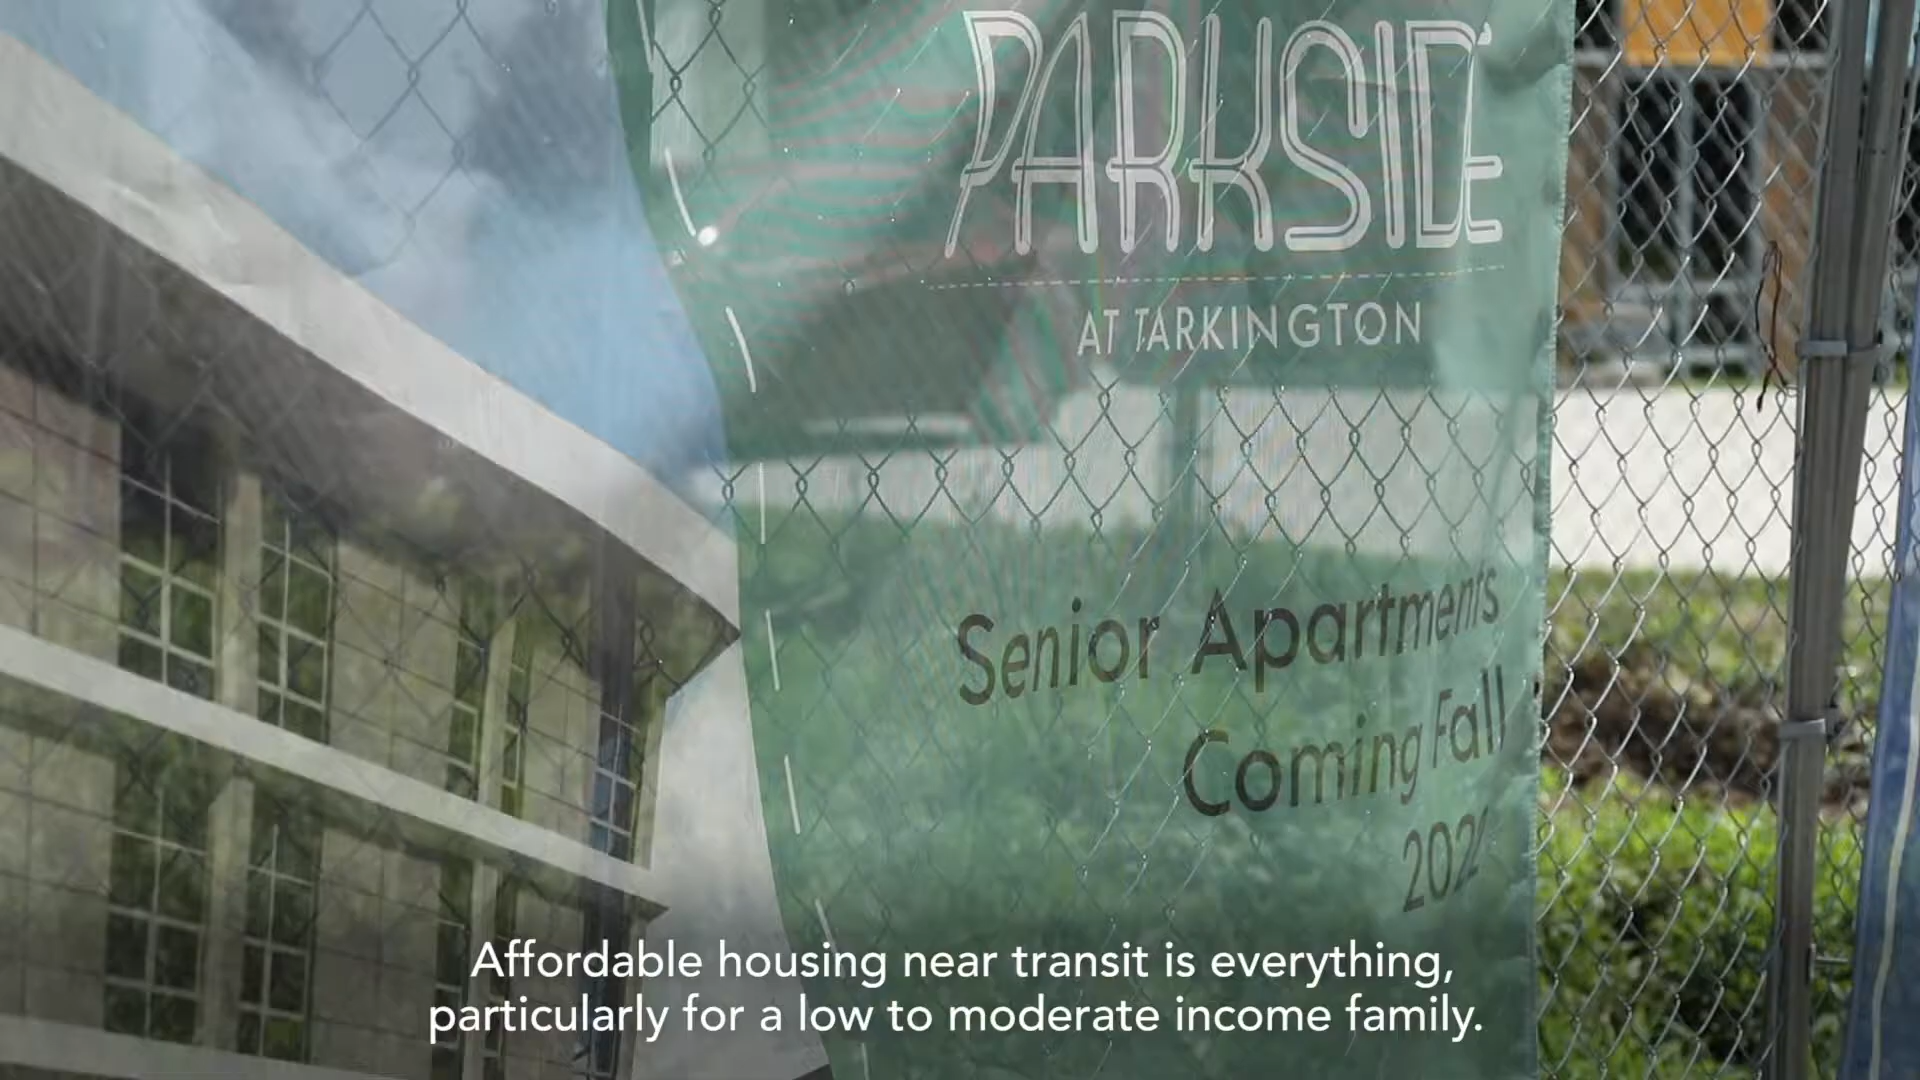 PARKSIDE
AT TARKINGTON
Senior Apartments
Coming Fall
Affordable housing near transit is everything,
particularly for a low to moderate income family.